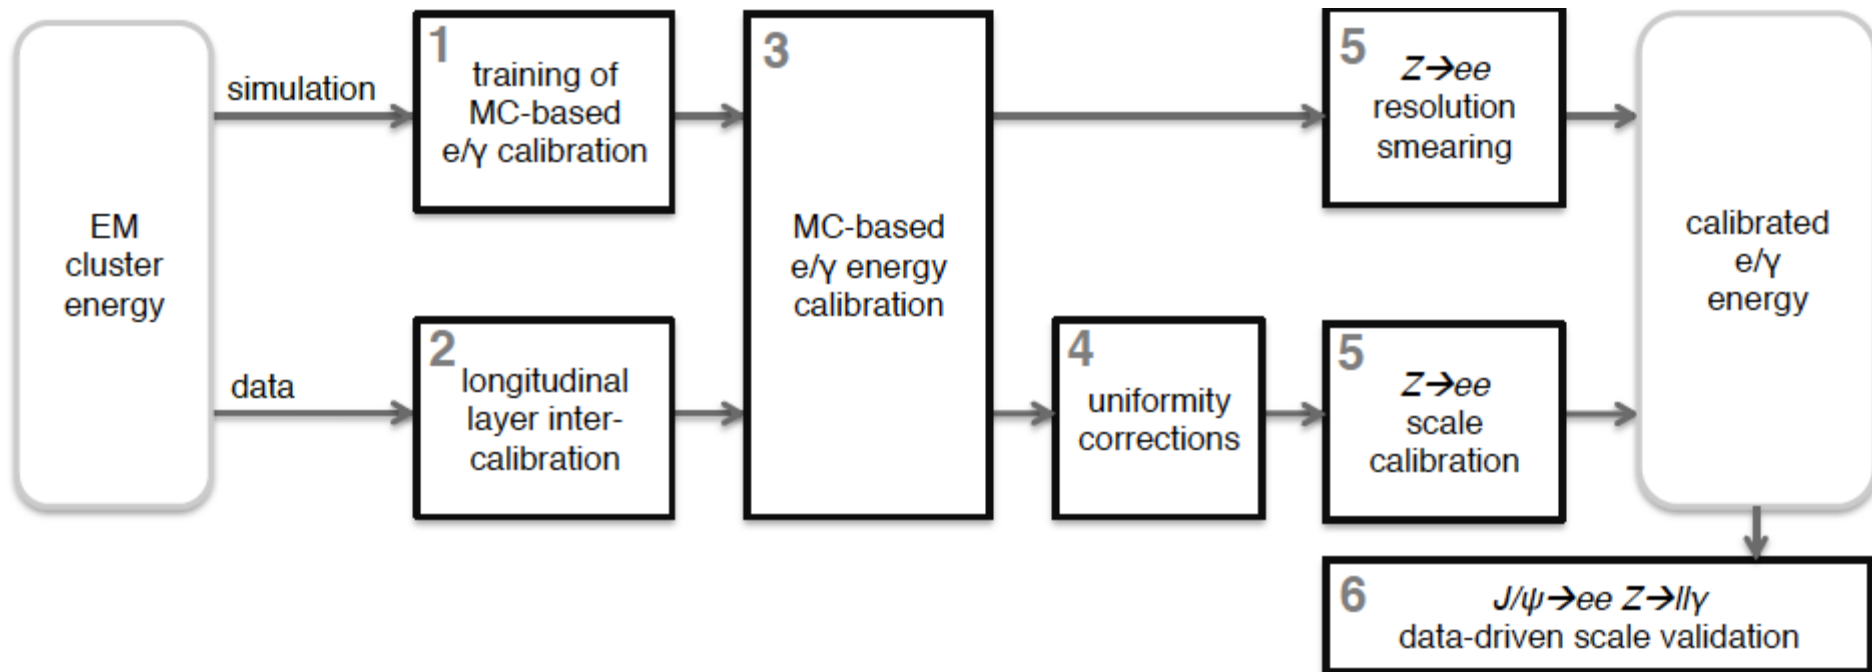 EM
cluster
energy
simulation
data
1
training of
MC-based
e/γ calibration
2
longitudinal
layer inter-
calibration
3
MC-based
e/γ energy
calibration
4
uniformity
corrections
5
Z→ee
resolution
smearing
5
Z→ee
scale
calibration
calibrated
e/γ
energy
6
J/ψ→ee Z→llγ
data-driven scale validation